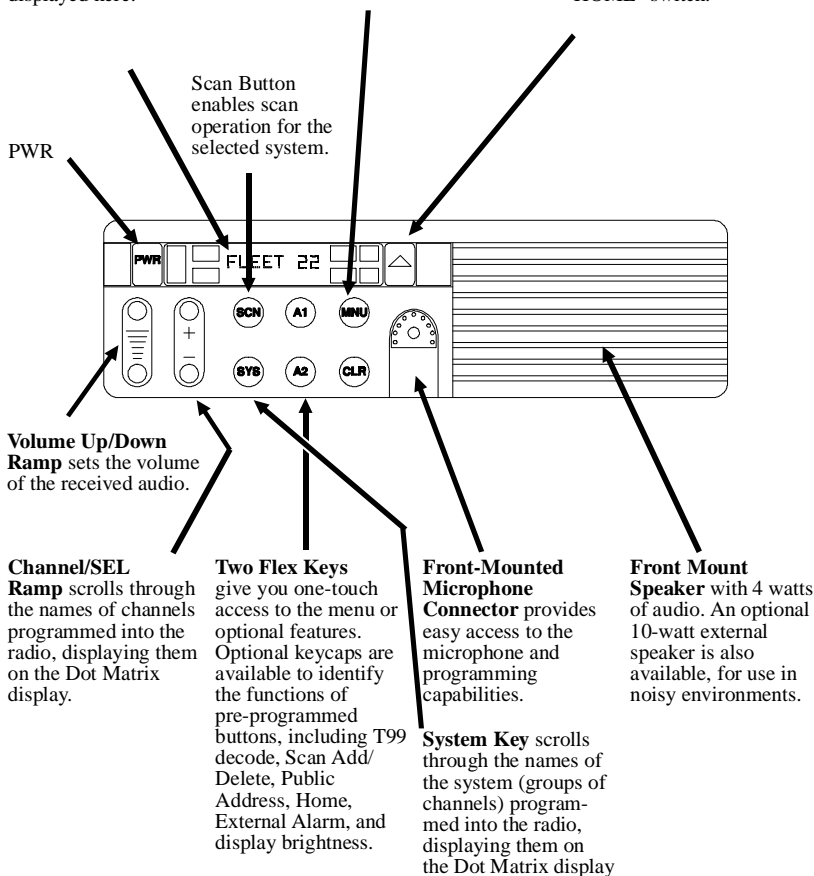 Scan Button
enables scan
operation for the
selected system.
PWR
PWR
FLEET 22
SCN
A1
MNU
+
–
SYS
A2
CLR
Volume Up/Down
Ramp sets the volume
of the received audio.
Channel/SEL
Ramp scrolls through
the names of channels
programmed into the
radio, displaying them
on the Dot Matrix
display.
Two Flex Keys
give you one-touch
access to the menu or
optional features.
Optional keycaps are
available to identify
the functions of
pre-programmed
buttons, including T99
decode, Scan Add/
Delete, Public
Address, Home,
External Alarm, and
display brightness.
Front-Mounted
Microphone
Connector provides
easy access to the
microphone and
programming
capabilities.
System Key scrolls
through the names of
the system (groups of
channels) program-
med into the radio,
displaying them on
the Dot Matrix display
Front Mount
Speaker with 4 watts
of audio. An optional
10-watt external
speaker is also
available, for use in
noisy environments.